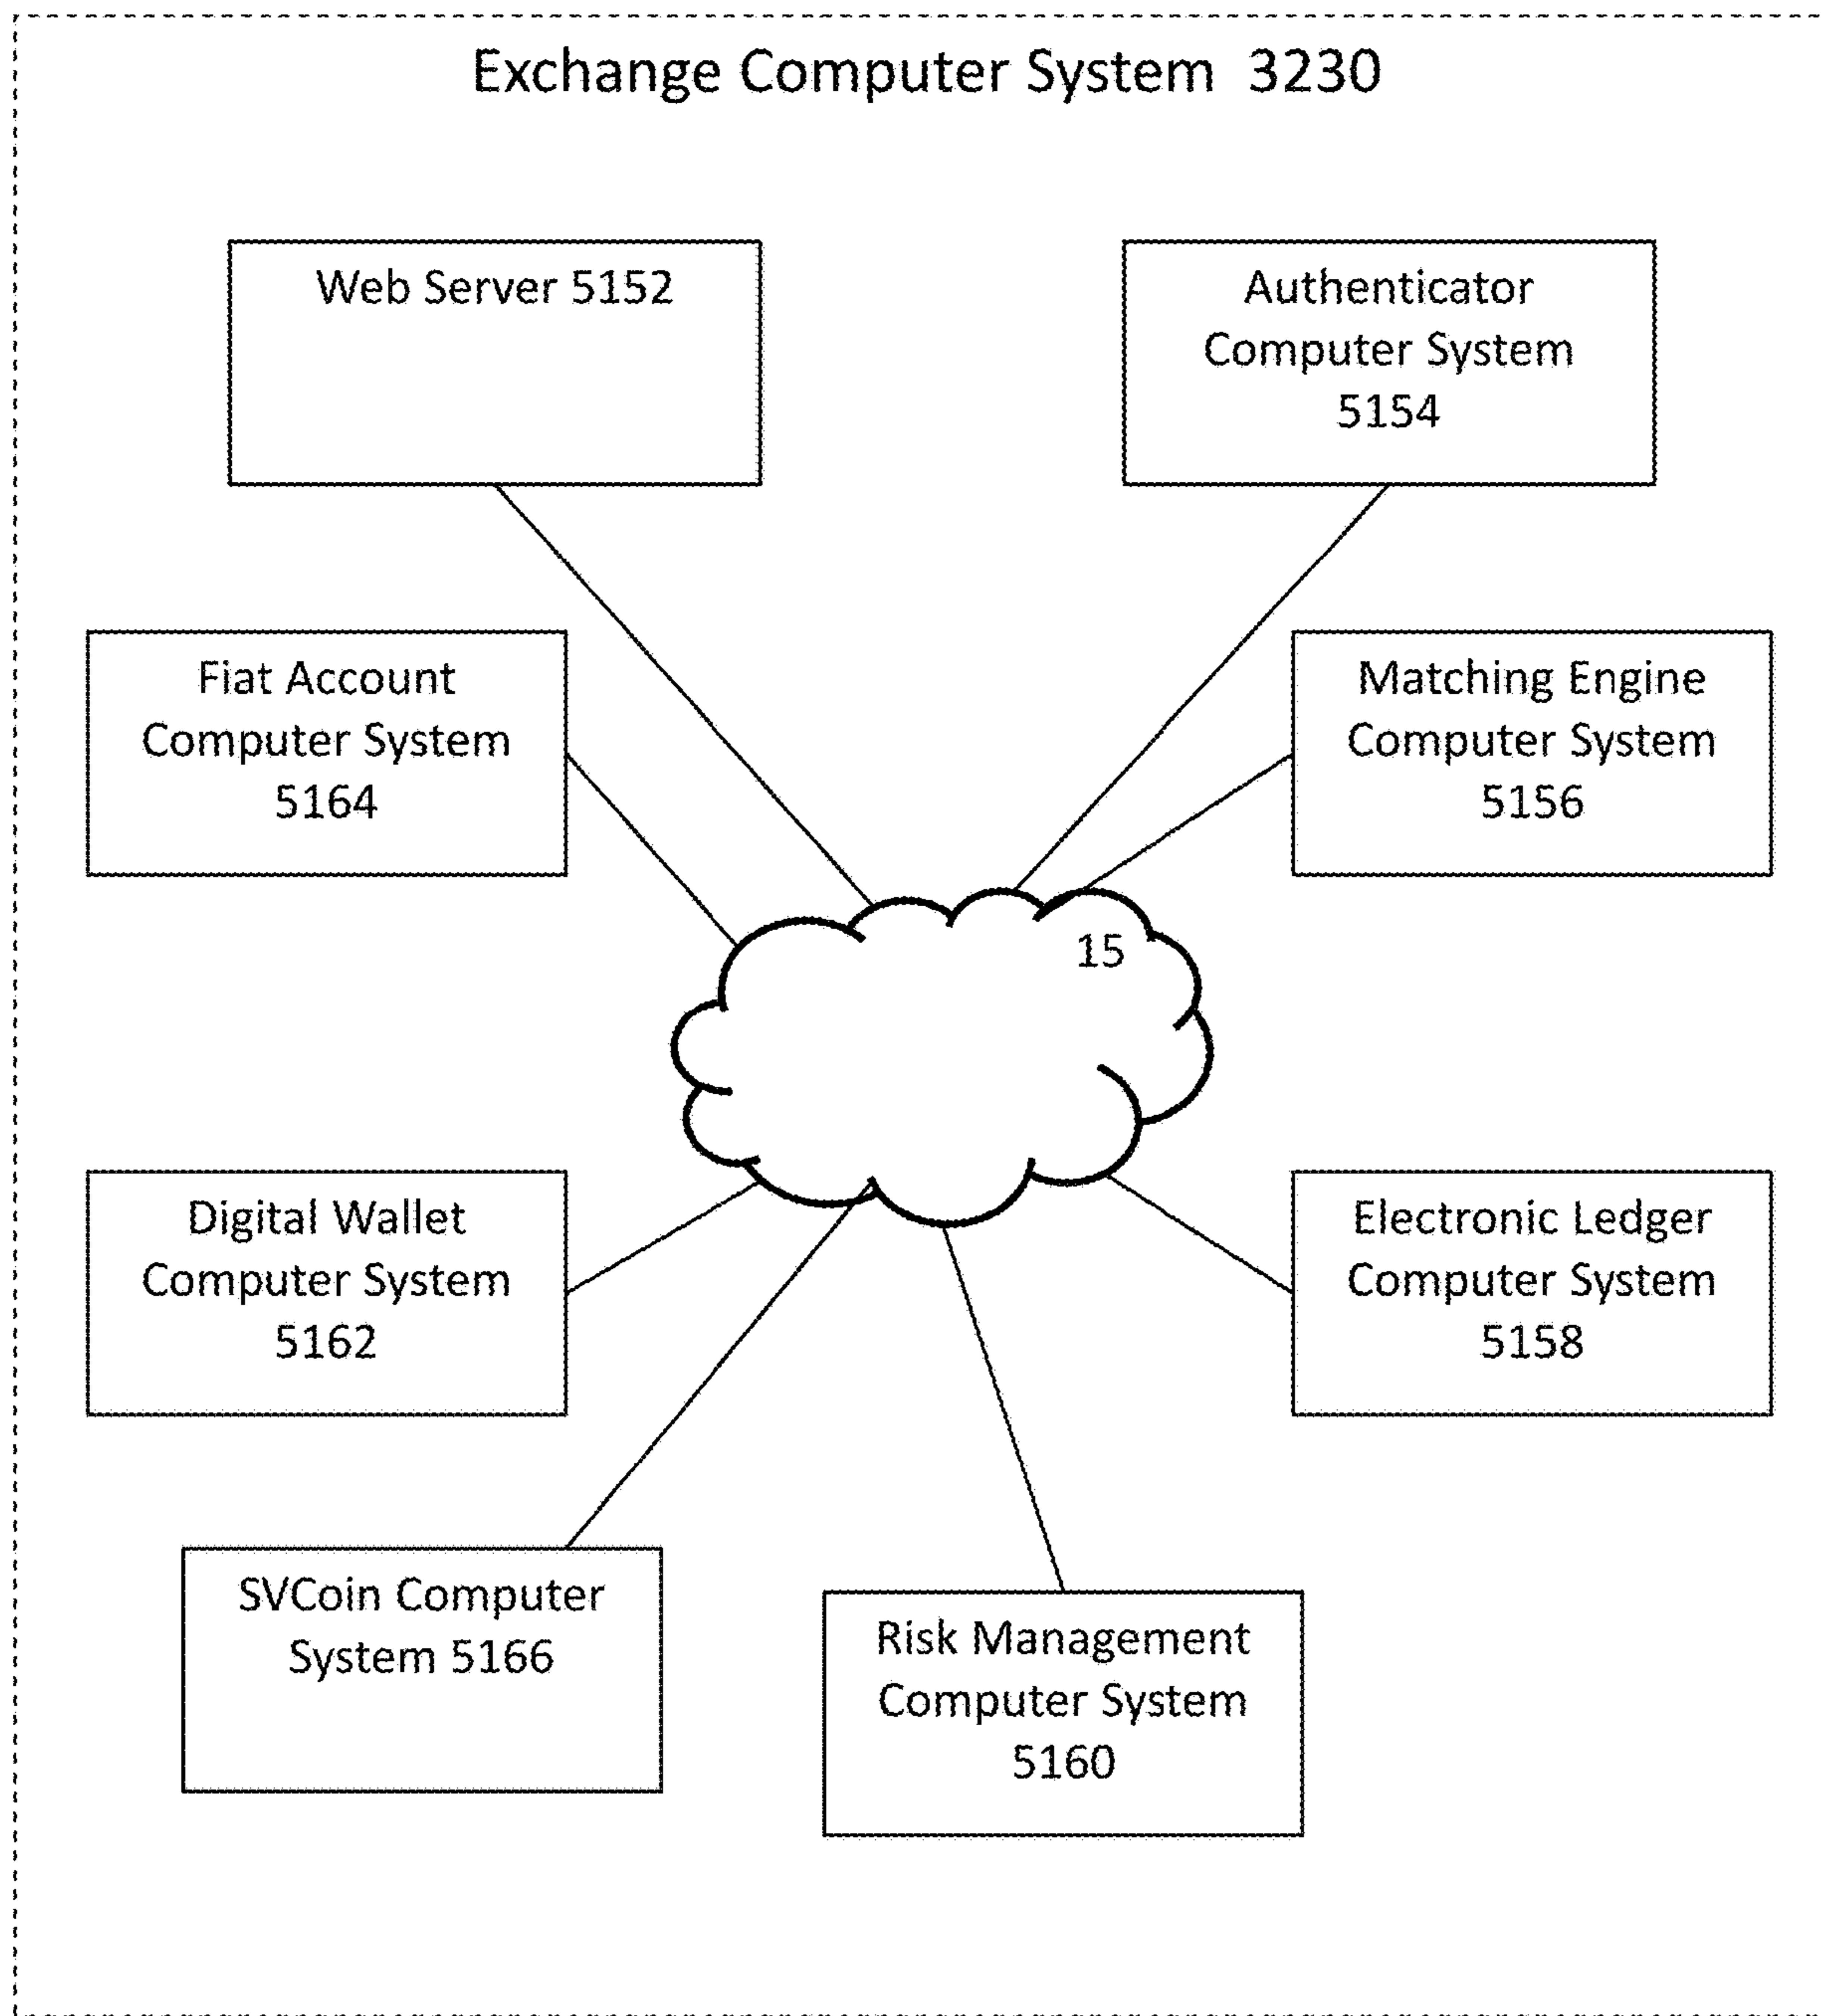 Exchange Computer System 3230
Web Server 5152
Authenticator
Computer System
5154
Fiat Account
Computer System
5164
Matching Engine
Computer System
5156
15
Digital Wallet
Computer System
5162
Electronic Ledger
Computer System
5158
SVCoin Computer
System 5166
Risk Management
Computer System
5160